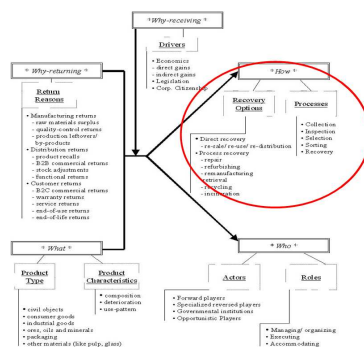 * Why-receiving *
Drivers
• Economics
- direct gains
- indirect gains
• Legislation
• Corp. Citizenship
* Why-returning *
Return
Reasons
• Manufacturing returns
- raw materials surplus
- quality-control returns
- production leftovers/
by-products
• Distribution returns
- product recalls
- B2B commercial returns
- stock adjustments
- functional returns
• Customer returns
- B2C commercial returns
- warranty returns
- service returns
- end-of-use returns
- end-of-life returns
* How *
Recovery
Options
• Direct recovery
- re-sale/ re-use/ re-distribution
• Process recovery
- repair
- refurbishing
- remanufacturing
- retrieval
- recycling
- incineration
Processes
• Collection
• Inspection
• Selection
• Sorting
• Recovery
* What *
Product
Type
• civil objects
• consumer goods
• industrial goods
• ores, oils and minerals
• packaging
• other materials (like pulp, glass)
Product
Characteristics
• composition
• deterioration
• use-pattern
* Who *
Actors
• Forward players
• Specialized reversed players
• Governmental institutions
• Opportunistic Players
Roles
• Managing/ organizing
• Executing
• Accommodating